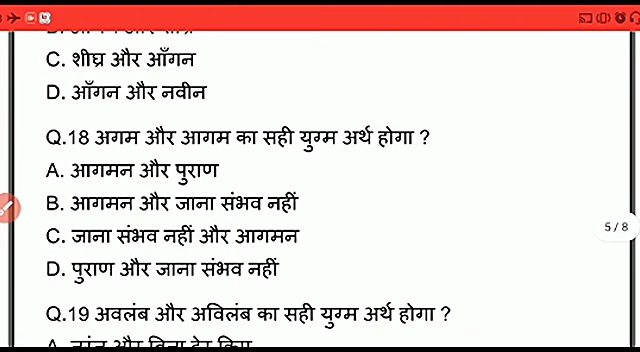 C. शीघ्र और आँगन
D. आँगन और नवीन
Q.18 अगम और आगम का सही युग्म अर्थ होगा ?
A. आगमन और पुराण
B. आगमन और जाना संभव नहीं
C. जाना संभव नहीं और आगमन
D. पुराण और जाना संभव नहीं
5 / 8
Q.19 अवलंब और अविलंब का सही युग्म अर्थ होगा ?